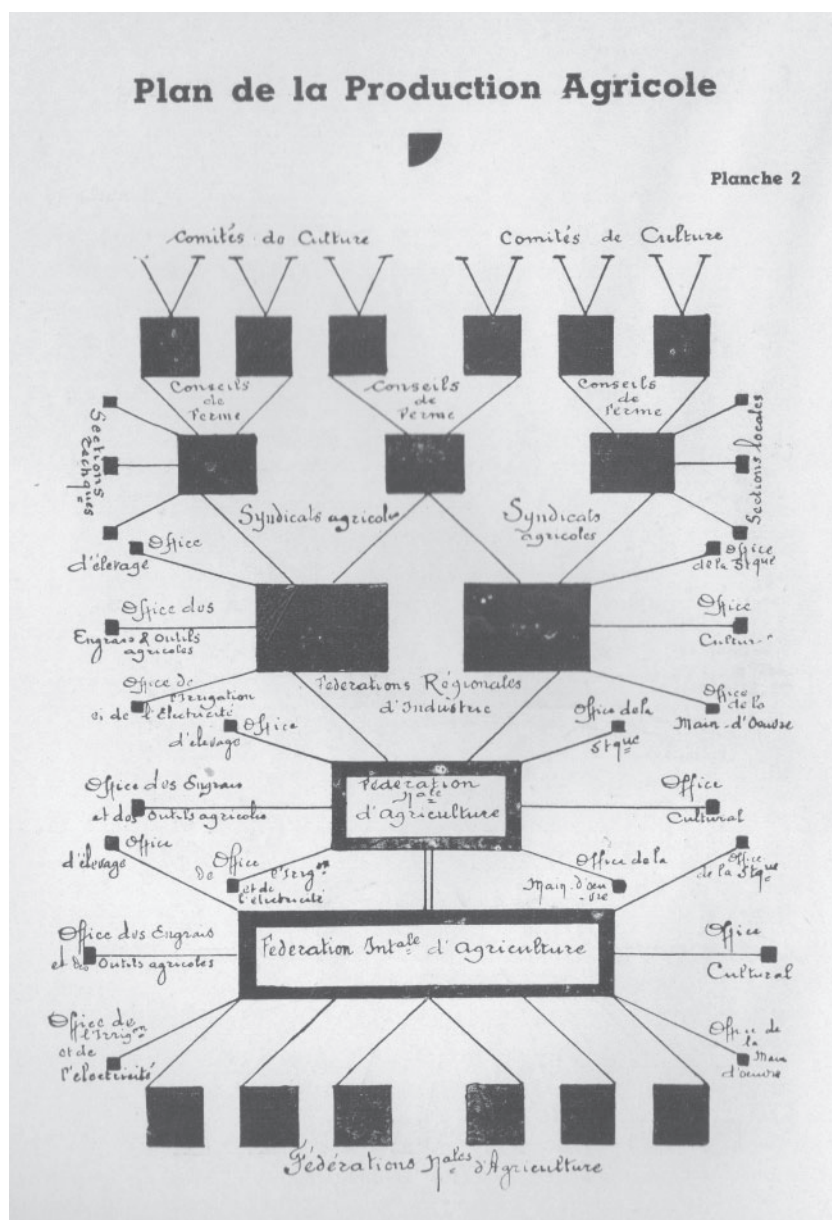 Plan de la Production Agricole
Planche 2
Comités de Culture
Comités de Culture
Conseils
de
Ferme
Conseils
de
Ferme
Conseils
de
Ferme
Sections
techques
Sections locales
Syndicats agricoles
Syndicats
agricoles
Office
d'élevage
Office
de la Stque
Office des
Engrais & Outils
agricoles
Office
Cultural
Office de
l'Irrigation
et de l'Electricité
Office
de la
Main-d'Oeuvre
Fédérations Régionales
d'Industrie
Office
d'élevage
Office de la
Stque
Fédération
Nale
d'Agriculture
Office des Engrais
et des Outils agricoles
Office
Cultural
Office
d'élevage
Office
de la Stque
Office
de l'Irrigon
et de
l'électricité
Office de la
Main-d'oeu
-vre
Fédération Intale d'Agriculture
Office des Engrais
et des Outils agricoles
Office
Cultural
Office de
l'Irrigon
et de
l'électricité
Office de
la
Main
d'oeuvre
Fédérations Nales d'Agriculture